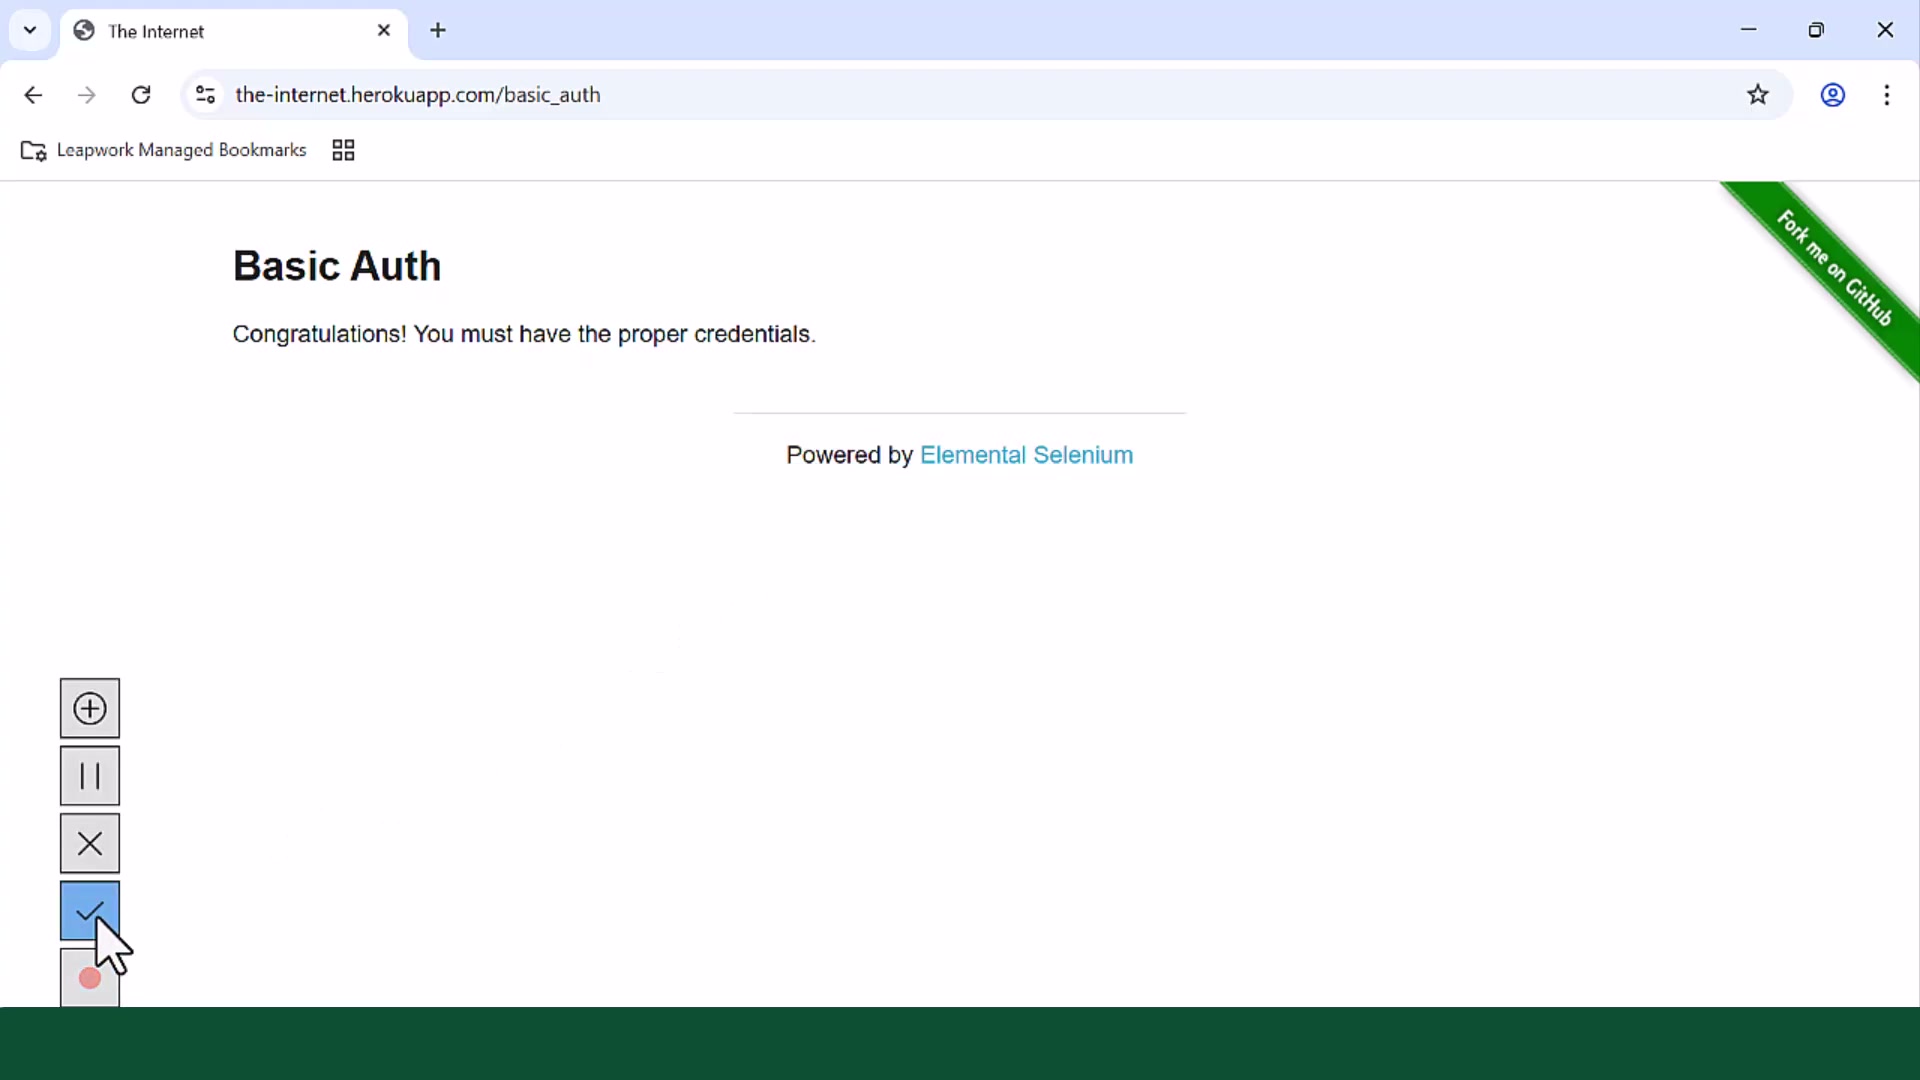 The Internet
the-internet.herokuapp.com/basic_auth
Leapwork Managed Bookmarks
Fork me on GitHub
Basic Auth
Congratulations! You must have the proper credentials.
Powered by Elemental Selenium